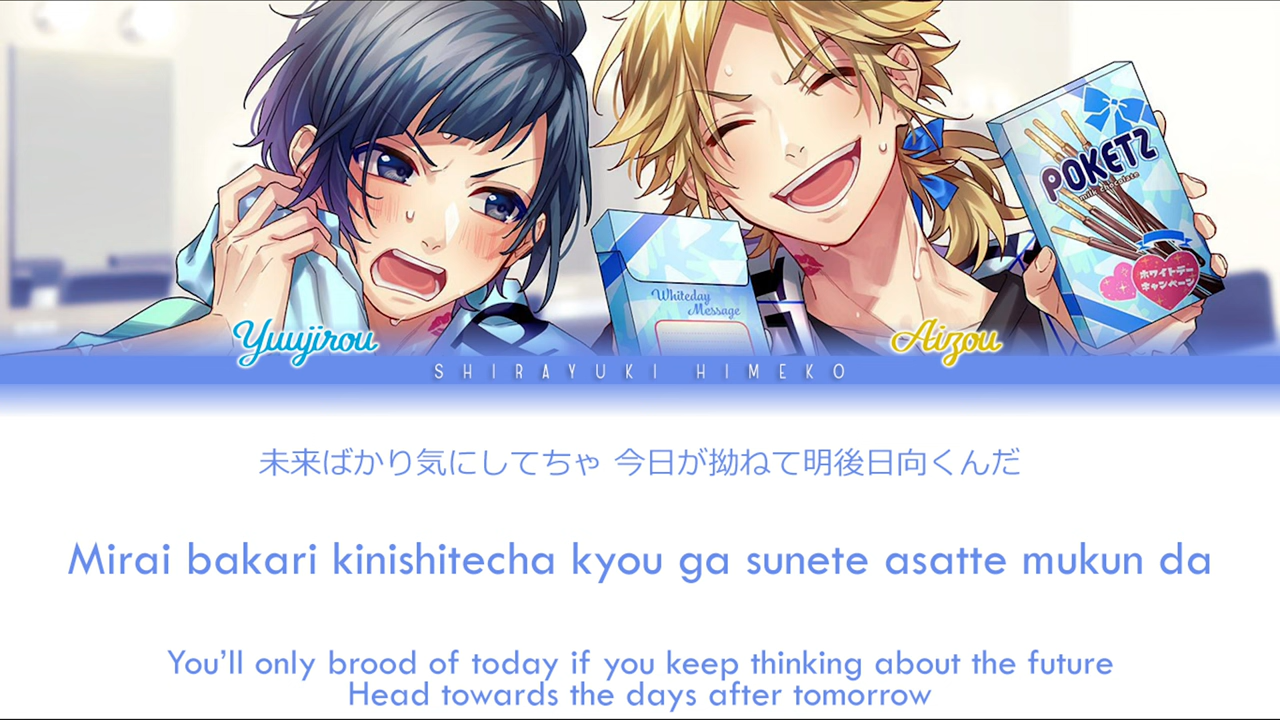 POKETZ
milk chocolate
ホワイトデー
キャンペーン
Whiteday
Message
Yuujirou
Aizou
SHIRAYUKI HIMEKO
未来ばかり気にしてちゃ 今日が拗ねて明後日向くんだ
Mirai bakari kinishitecha kyou ga sunete asatte mukun da
You’ll only brood of today if you keep thinking about the future
Head towards the days after tomorrow